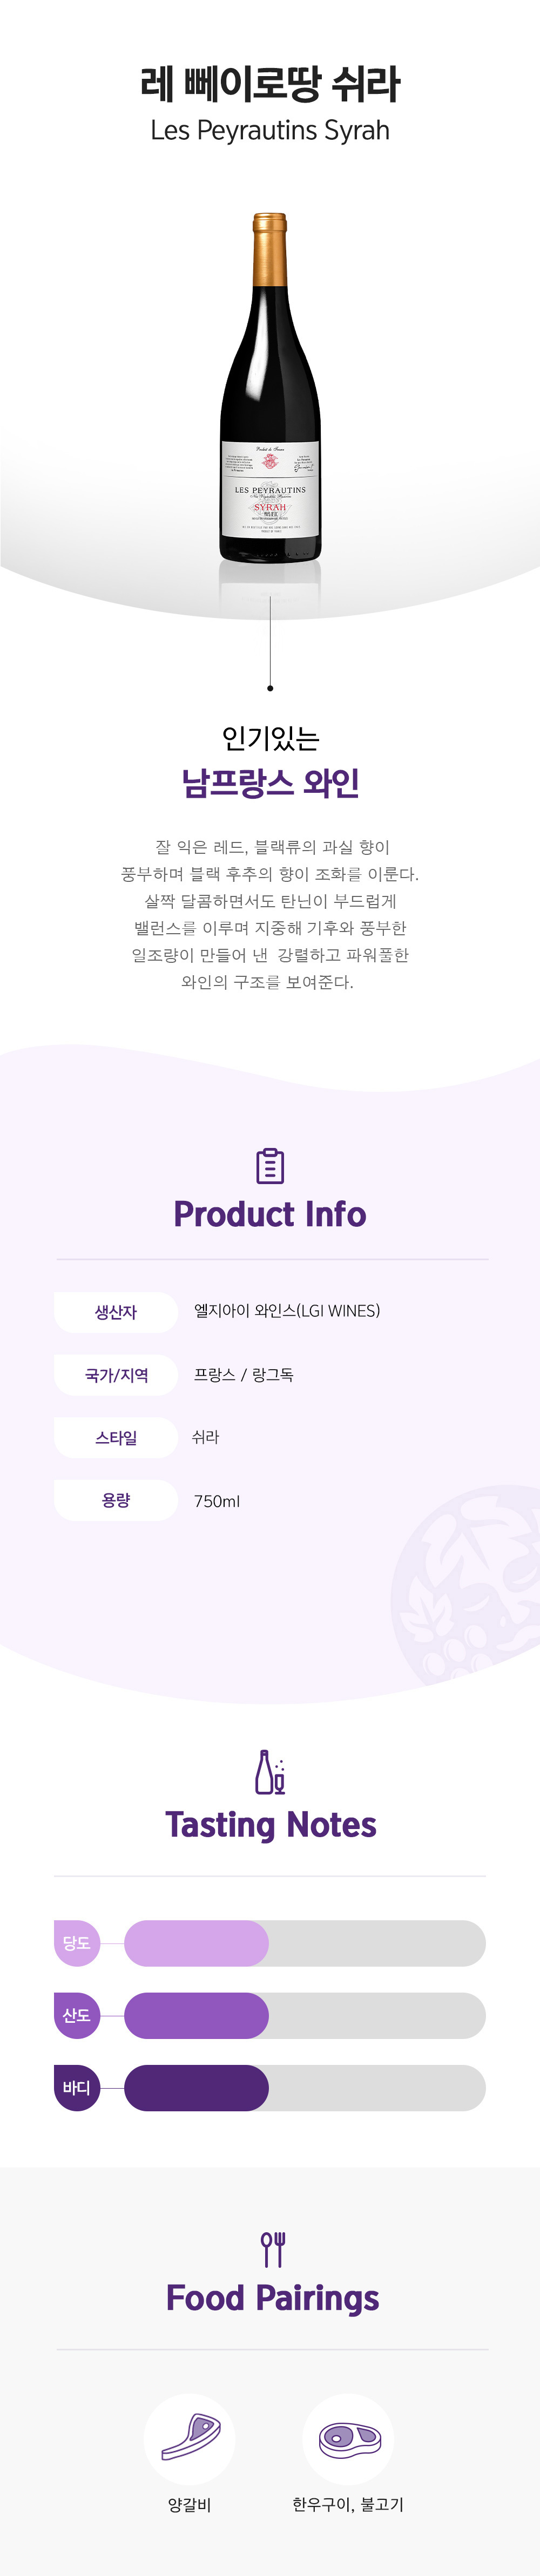 레 뻬이로땅 쉬라
Les Peyrautins Syrah
Produit de France
LES PEYRAUTINS
SYRAH
인기있는
남프랑스 와인
잘 익은 레드, 블랙류의 과실 향이
풍부하며 블랙 후추의 향이 조화를 이룬다.
살짝 달콤하면서도 탄닌이 부드럽게
밸런스를 이루며 지중해 기후와 풍부한
일조량이 만들어 낸 강렬하고 파워풀한
와인의 구조를 보여준다.
Product Info
생산자 엘지아이 와인스(LGI WINES)
국가/지역 프랑스 / 랑그독
스타일 쉬라
용량 750ml
Tasting Notes
당도
산도
바디
Food Pairings
양갈비 한우구이, 불고기